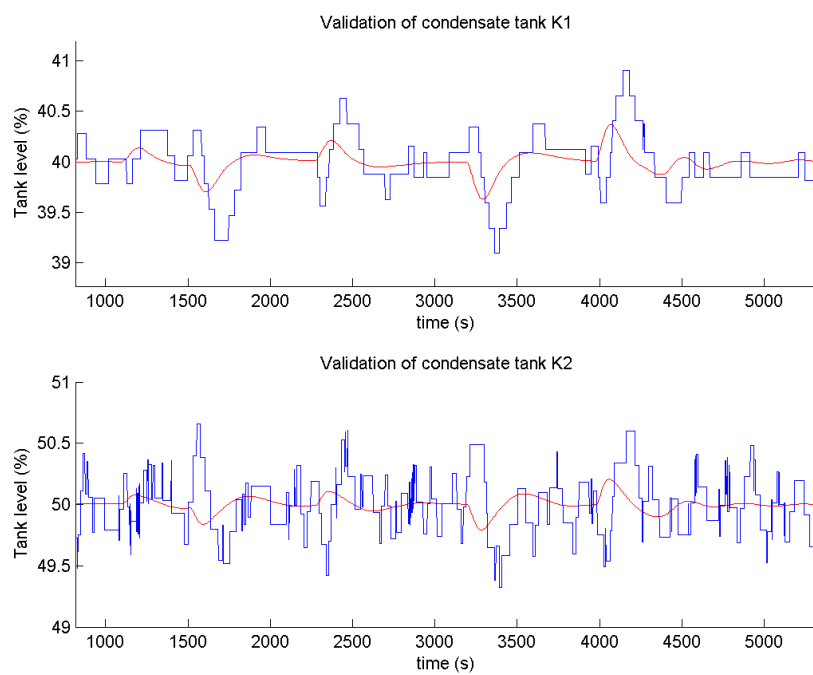 Validation of condensate tank K1
Tank level (%)
41
40.5
40
39.5
39
1000 1500 2000 2500 3000 3500 4000 4500 5000
time (s)
Validation of condensate tank K2
Tank level (%)
51
50.5
50
49.5
49
1000 1500 2000 2500 3000 3500 4000 4500 5000
time (s)